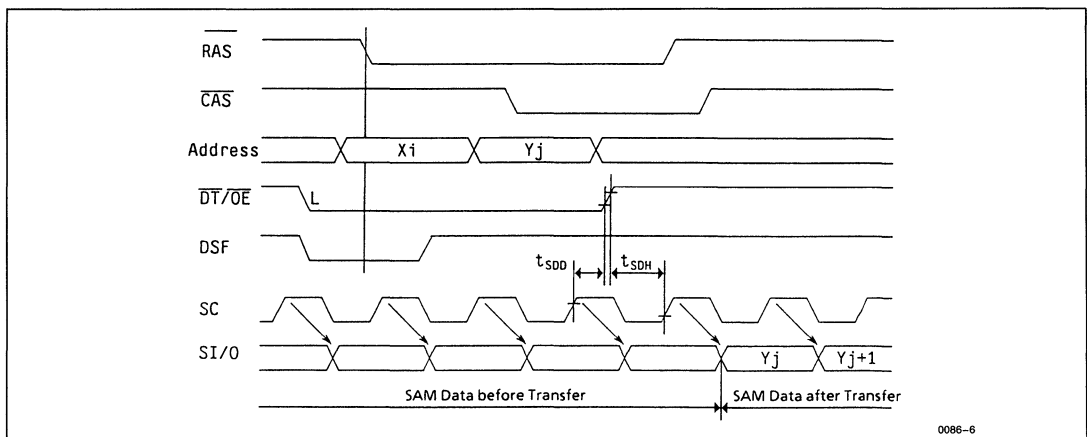 RAS
CAS
Address Xi Yj
DT/OE L
DSF
tSDD tSDH
SC
SI/O Yj Yj+1
SAM Data before Transfer SAM Data after Transfer
0086-6